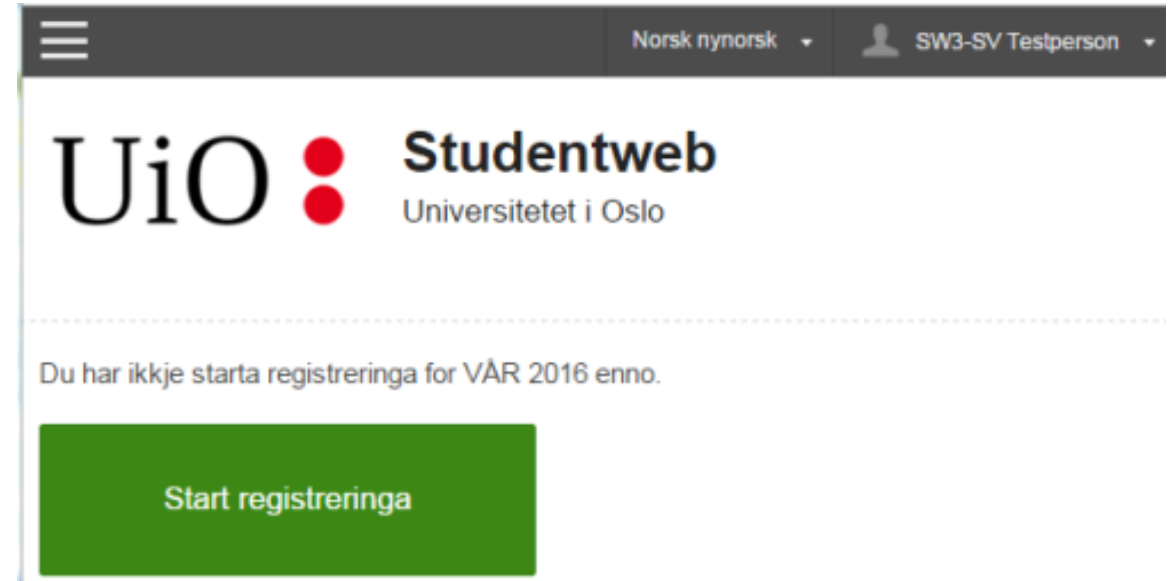 Norsk nynorsk SW3-SV Testperson
UiO
Studentweb
Universitetet i Oslo
Du har ikkje starta registreringa for VÅR 2016 enno.
Start registreringa